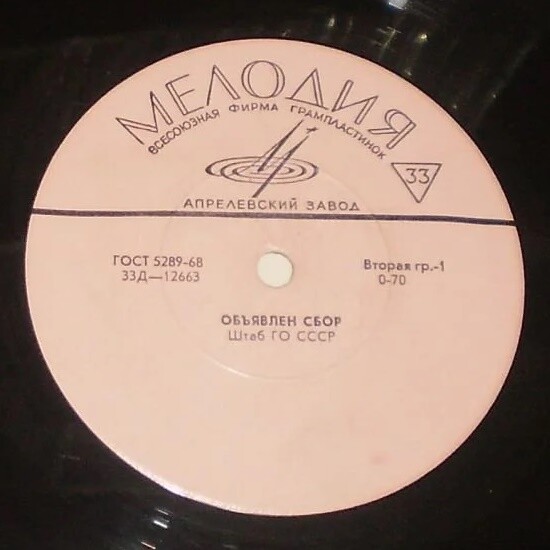 МЕЛОДИЯ
ВСЕСОЮЗНАЯ ФИРМА ГРАМПЛАСТИНОК
33
АПРЕЛЕВСКИЙ ЗАВОД
ГОСТ 5289-68
33Д—12663
Вторая гр.-1
0-70
ОБЪЯВЛЕН СБОР
Штаб ГО СССР